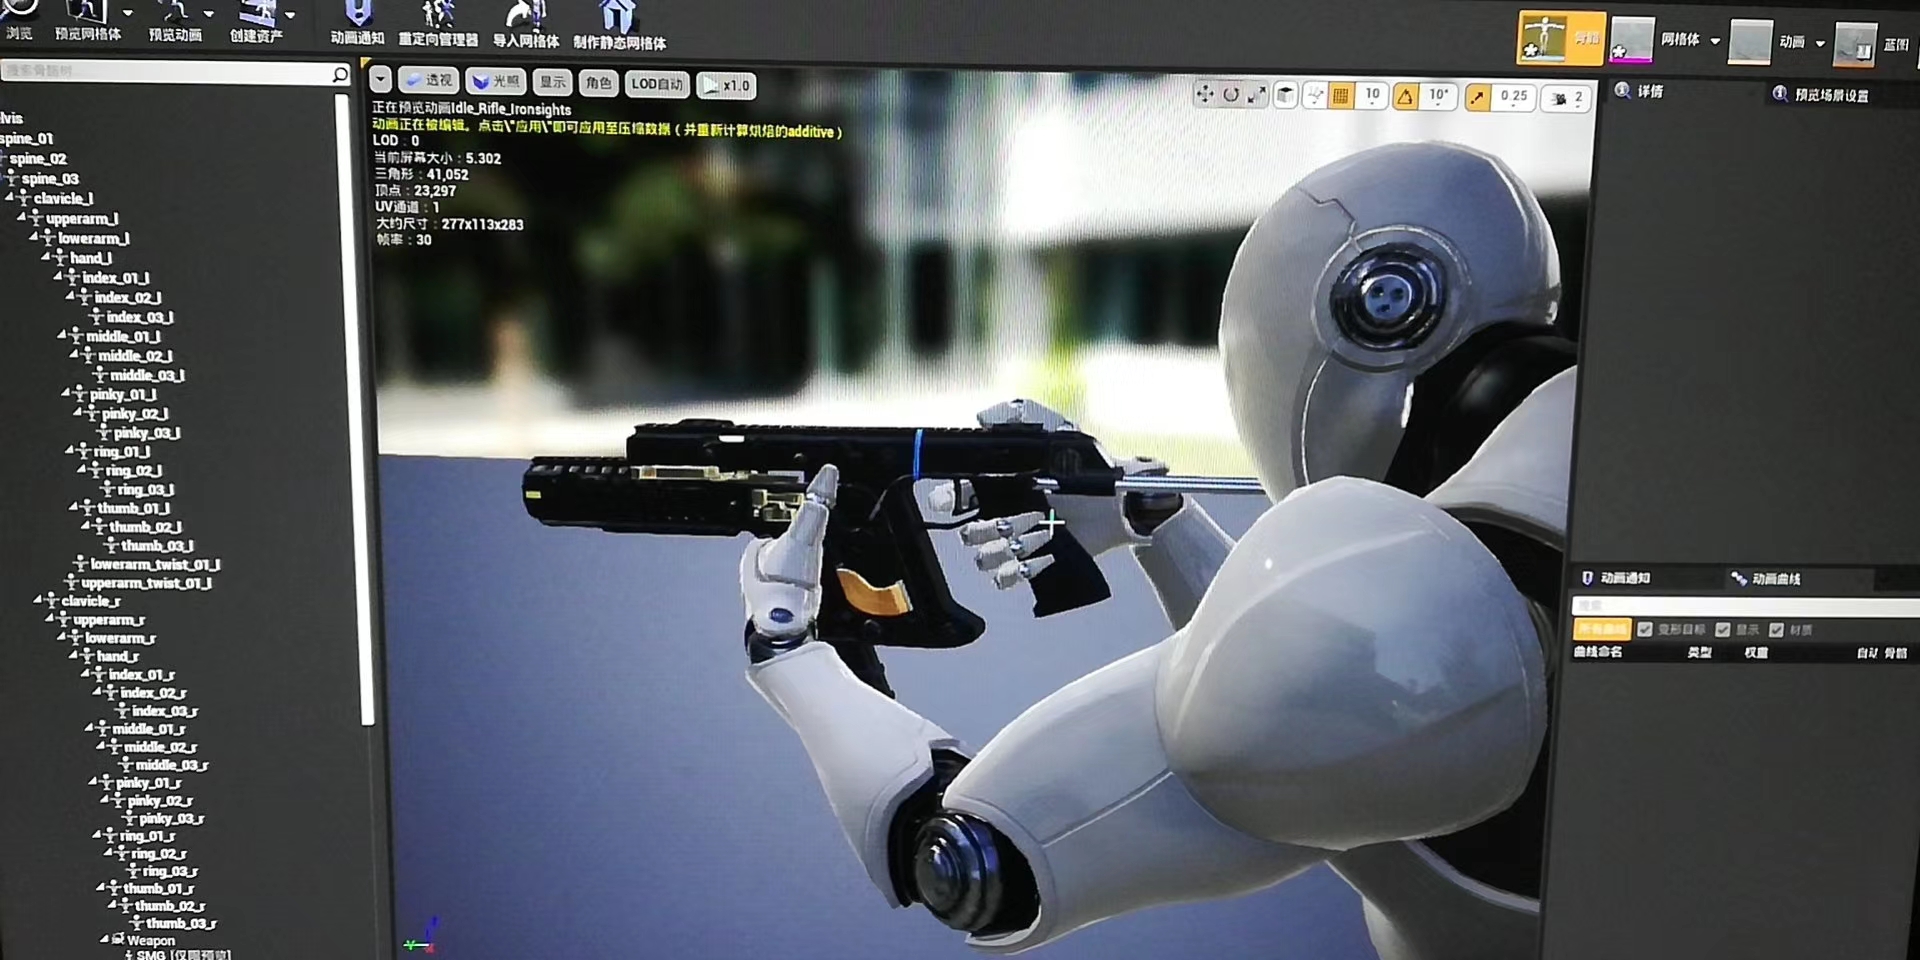 浏览
预览网格体
预览动画
创建资产
动画通知
重定向管理器
导入网格体
制作静态网格体
骨骼
网格体
动画
蓝图
搜索骨骼树
elvis
spine_01
spine_02
spine_03
clavicle_l
upperarm_l
lowerarm_l
hand_l
index_01_l
index_02_l
index_03_l
middle_01_l
middle_02_l
middle_03_l
pinky_01_l
pinky_02_l
pinky_03_l
ring_01_l
ring_02_l
ring_03_l
thumb_01_l
thumb_02_l
thumb_03_l
lowerarm_twist_01_l
upperarm_twist_01_l
clavicle_r
upperarm_r
lowerarm_r
hand_r
index_01_r
index_02_r
index_03_r
middle_01_r
middle_02_r
middle_03_r
pinky_01_r
pinky_02_r
pinky_03_r
ring_01_r
ring_02_r
ring_03_r
thumb_01_r
thumb_02_r
thumb_03_r
Weapon
SMG [仅限预览]
透视
光照
显示
角色
LOD自动
x1.0
10
10°
0.25
2
正在预览动画Idle_Rifle_Ironsights
动画正在被编辑。点击\"应用\"即可应用至压缩数据（并重新计算烘焙的additive）
LOD：0
当前屏幕大小：5.302
三角形：41,052
顶点：23,297
UV通道：1
大约尺寸：277x113x283
帧率：30
详情
预览场景设置
动画通知
动画曲线
搜索
所有曲线
变形目标
显示
材质
曲线命名
类型
权重
自动
骨骼